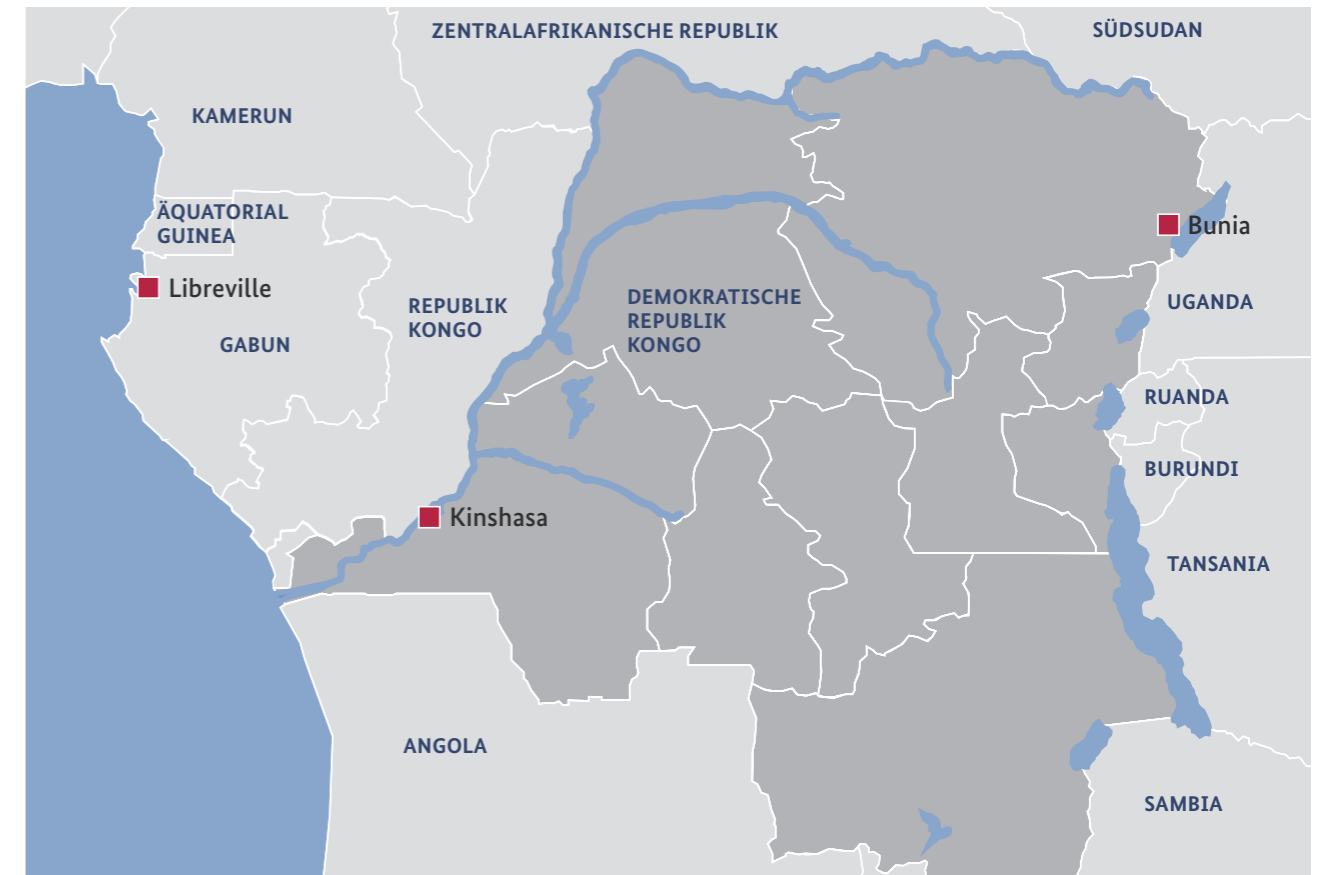 ZENTRALAFRIKANISCHE REPUBLIK
SÜDSUDAN
KAMERUN
ÄQUATORIAL
GUINEA
Bunia
Libreville
REPUBLIK
KONGO
DEMOKRATISCHE
REPUBLIK
KONGO
UGANDA
GABUN
RUANDA
BURUNDI
Kinshasa
TANSANIA
ANGOLA
SAMBIA